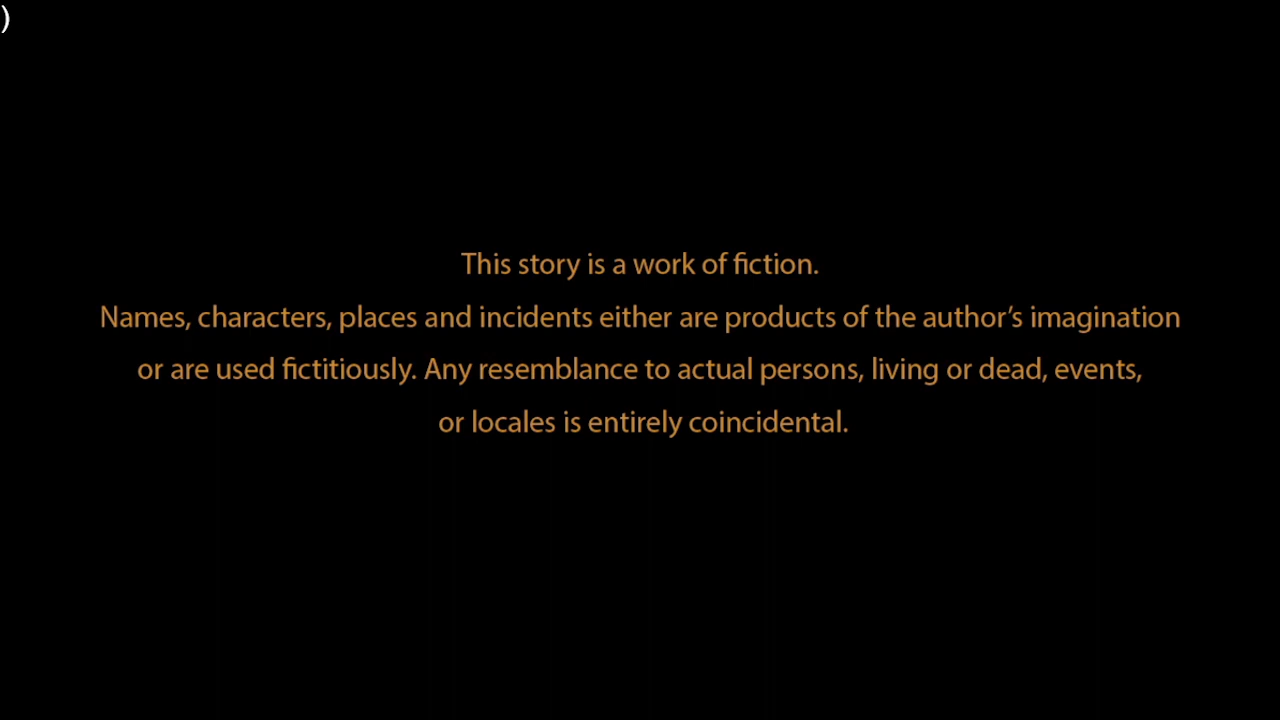 )
This story is a work of fiction.
Names, characters, places and incidents either are products of the author’s imagination
or are used fictitiously. Any resemblance to actual persons, living or dead, events,
or locales is entirely coincidental.